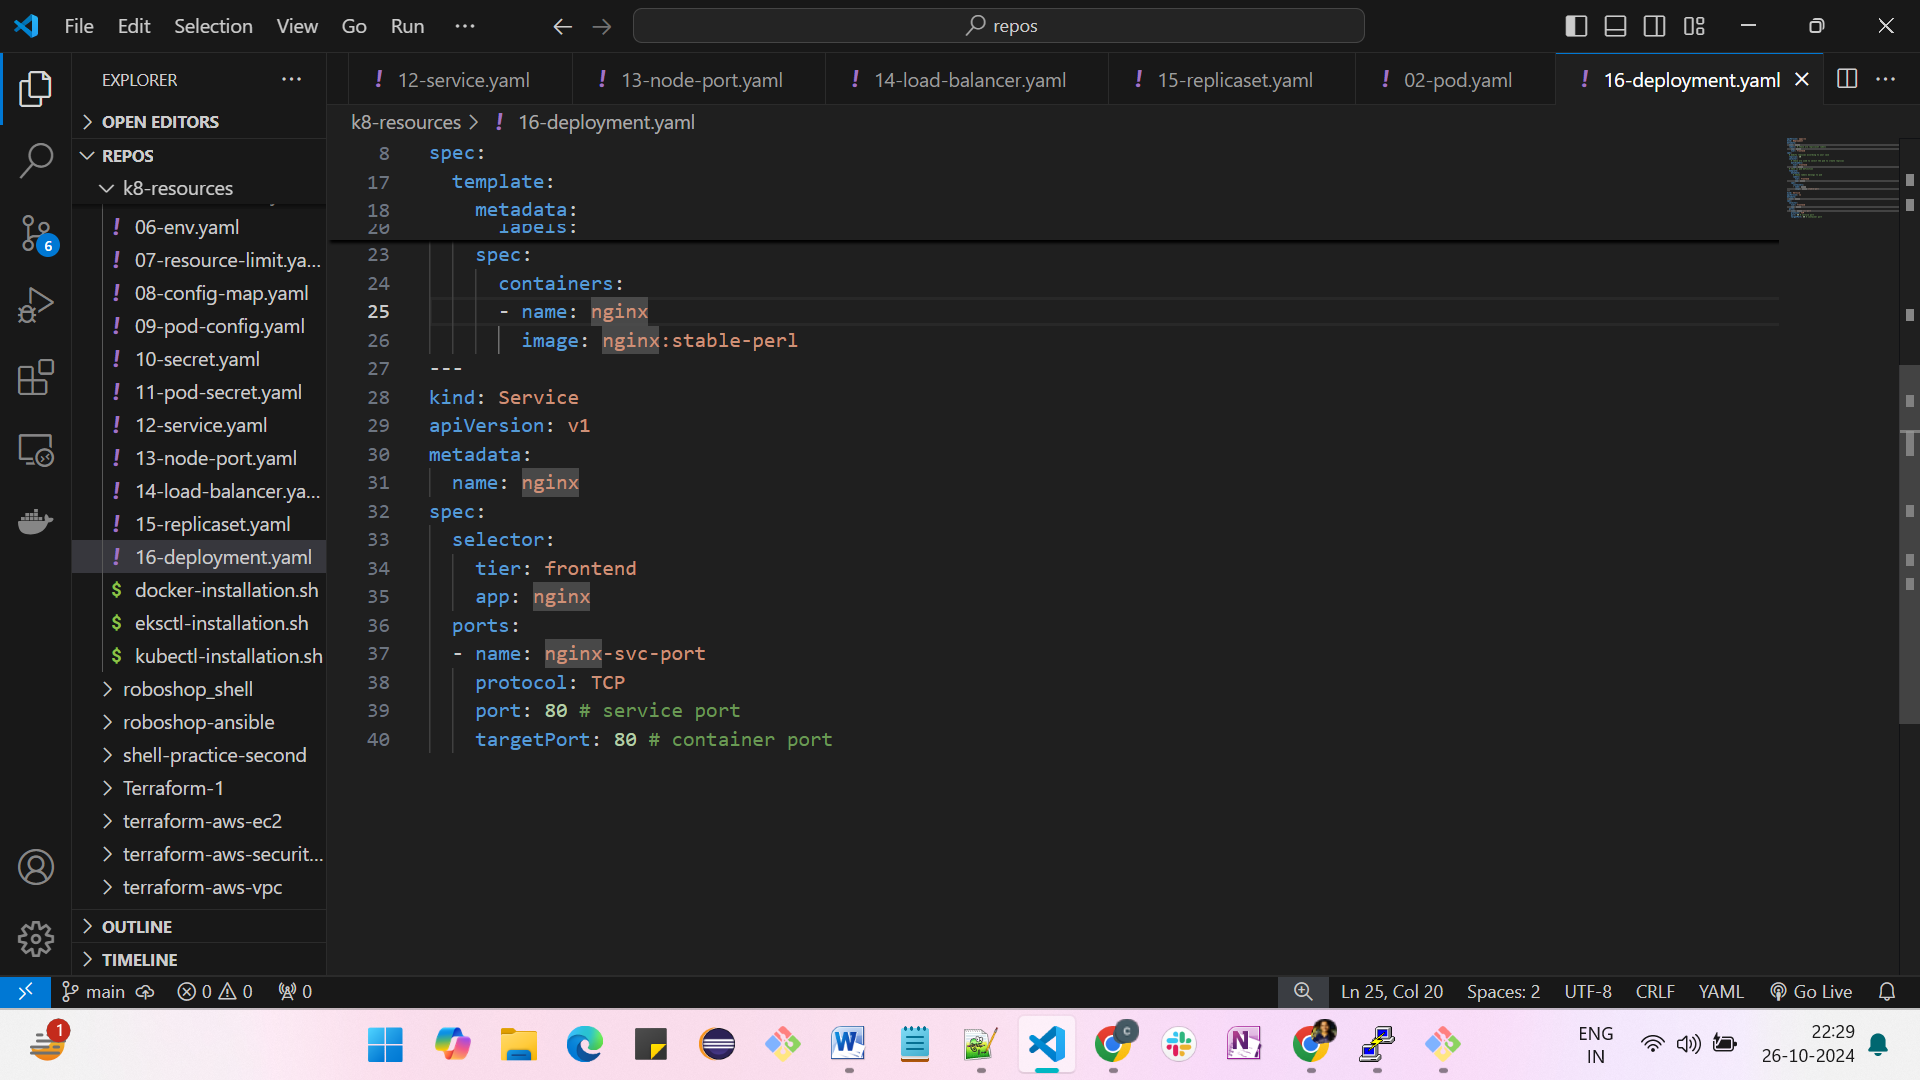 File Edit Selection View Go Run ···
repos
EXPLORER
12-service.yaml
13-node-port.yaml
14-load-balancer.yaml
15-replicaset.yaml
02-pod.yaml
16-deployment.yaml
OPEN EDITORS
REPOS
k8-resources
06-env.yaml
07-resource-limit.ya...
08-config-map.yaml
09-pod-config.yaml
10-secret.yaml
11-pod-secret.yaml
12-service.yaml
13-node-port.yaml
14-load-balancer.ya...
15-replicaset.yaml
16-deployment.yaml
docker-installation.sh
eksctl-installation.sh
kubectl-installation.sh
roboshop_shell
roboshop-ansible
shell-practice-second
Terraform-1
terraform-aws-ec2
terraform-aws-securit...
terraform-aws-vpc
OUTLINE
TIMELINE
6
k8-resources > ! 16-deployment.yaml
8 spec:
17 template:
18 metadata:
20 labels:
23 spec:
24 containers:
25 - name: nginx
26 image: nginx:stable-perl
27 ---
28 kind: Service
29 apiVersion: v1
30 metadata:
31 name: nginx
32 spec:
33 selector:
34 tier: frontend
35 app: nginx
36 ports:
37 - name: nginx-svc-port
38 protocol: TCP
39 port: 80 # service port
40 targetPort: 80 # container port
main 0 0 0
Ln 25, Col 20 Spaces: 2 UTF-8 CRLF YAML Go Live
1
ENG
IN
22:29
26-10-2024